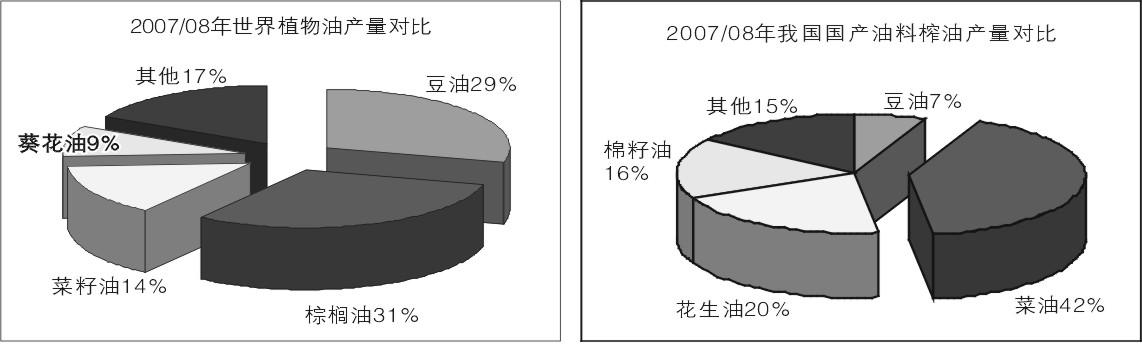 2007/08年世界植物油产量对比
其他17%
豆油29%
葵花油9%
菜籽油14%
棕榈油31%
2007/08年我国国产油料榨油产量对比
其他15%
豆油7%
棉籽油
16%
花生油20%
菜油42%